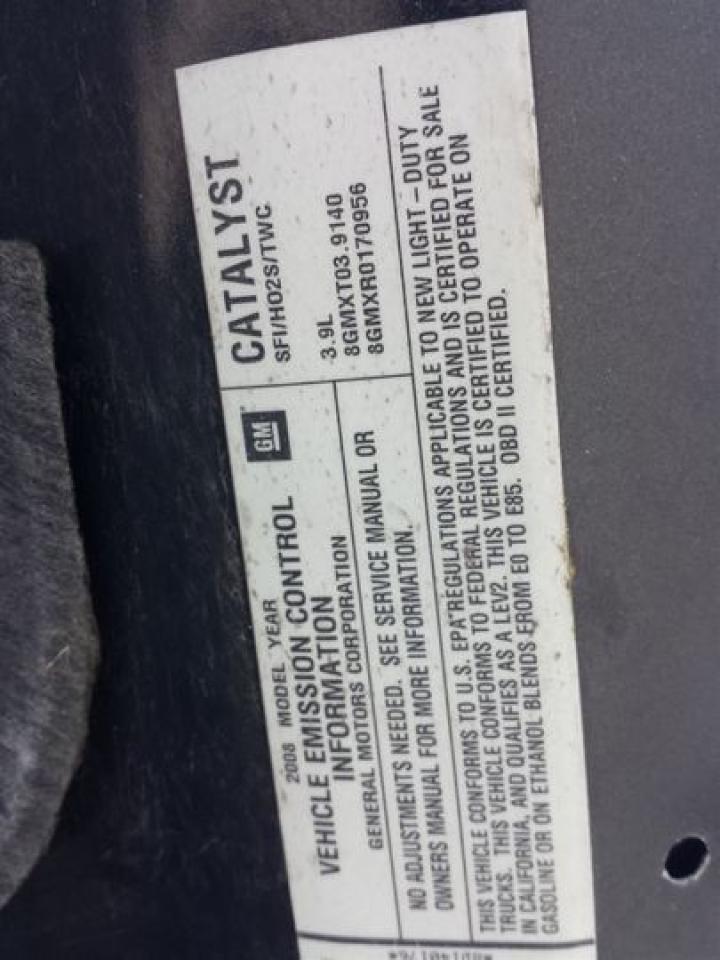 2008 MODEL YEAR
VEHICLE EMISSION CONTROL
INFORMATION
GENERAL MOTORS CORPORATION
GM
CATALYST
SFI/HO2S/TWC
3.9L
8GMXT03.9140
8GMXR0170956
NO ADJUSTMENTS NEEDED. SEE SERVICE MANUAL OR
OWNERS MANUAL FOR MORE INFORMATION.
THIS VEHICLE CONFORMS TO U.S. EPA REGULATIONS APPLICABLE TO NEW LIGHT-DUTY
TRUCKS. THIS VEHICLE CONFORMS TO FEDERAL REGULATIONS AND IS CERTIFIED FOR SALE
IN CALIFORNIA, AND QUALIFIES AS A LEV2. THIS VEHICLE IS CERTIFIED TO OPERATE ON
GASOLINE OR ON ETHANOL BLENDS FROM E0 TO E85. OBD II CERTIFIED.